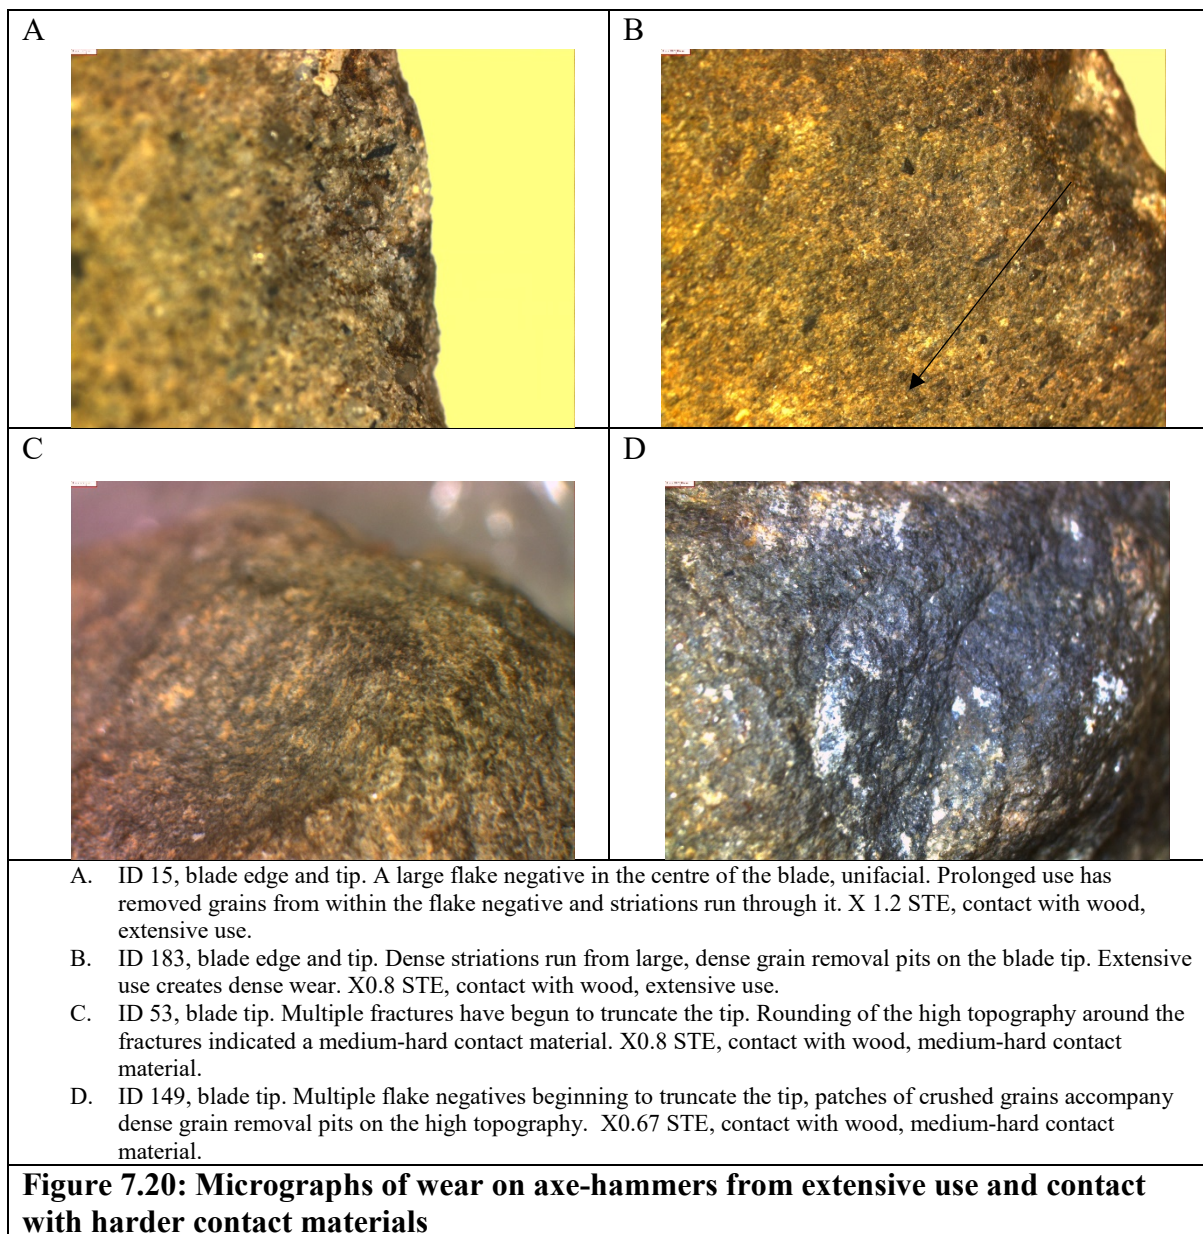 A
B
C
D
A. ID 15, blade edge and tip. A large flake negative in the centre of the blade, unifacial. Prolonged use has
removed grains from within the flake negative and striations run through it. X 1.2 STE, contact with wood,
extensive use.
B. ID 183, blade edge and tip. Dense striations run from large, dense grain removal pits on the blade tip. Extensive
use creates dense wear. X0.8 STE, contact with wood, extensive use.
C. ID 53, blade tip. Multiple fractures have begun to truncate the tip. Rounding of the high topography around the
fractures indicated a medium-hard contact material. X0.8 STE, contact with wood, medium-hard contact
material.
D. ID 149, blade tip. Multiple flake negatives beginning to truncate the tip, patches of crushed grains accompany
dense grain removal pits on the high topography.  X0.67 STE, contact with wood, medium-hard contact
material.
Figure 7.20: Micrographs of wear on axe-hammers from extensive use and contact
with harder contact materials